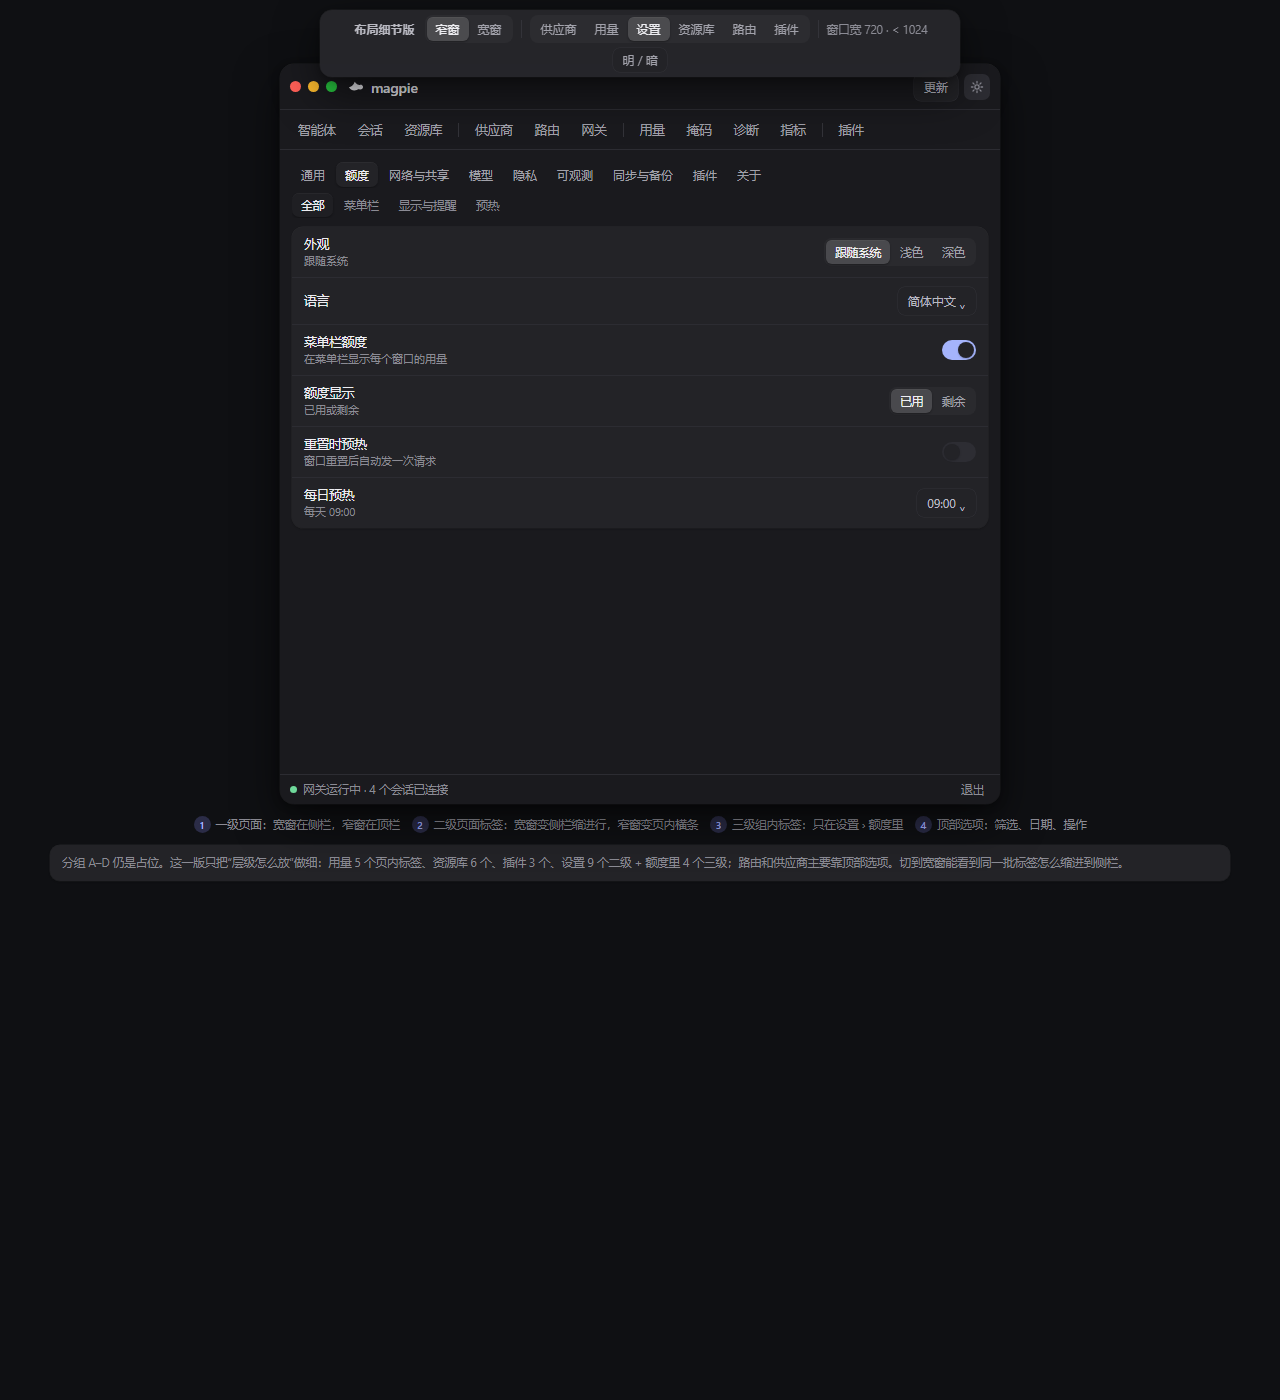 布局细节版 窄窗 宽窗 供应商 用量 设置 资源库 路由 插件 窗口宽 720 · < 1024
明 / 暗
magpie 更新
智能体 会话 资源库 供应商 路由 网关 用量 掩码 诊断 指标 插件
通用 额度 网络与共享 模型 隐私 可观测 同步与备份 插件 关于
全部 菜单栏 显示与提醒 预热
外观
跟随系统
跟随系统 浅色 深色
语言
简体中文
菜单栏额度
在菜单栏显示每个窗口的用量
额度显示
已用或剩余
已用 剩余
重置时预热
窗口重置后自动发一次请求
每日预热
每天 09:00
09:00
网关运行中 · 4 个会话已连接 退出
1 一级页面：宽窗在侧栏，窄窗在顶栏 2 二级页面标签：宽窗变侧栏缩进行，窄窗变页内横条 3 三级组内标签：只在设置 › 额度里 4 顶部选项：筛选、日期、操作
分组 A–D 仍是占位。这一版只把“层级怎么放”做细：用量 5 个页内标签、资源库 6 个、插件 3 个、设置 9 个二级 + 额度里 4 个三级；路由和供应商主要靠顶部选项。切到宽窗能看到同一批标签怎么缩进到侧栏。